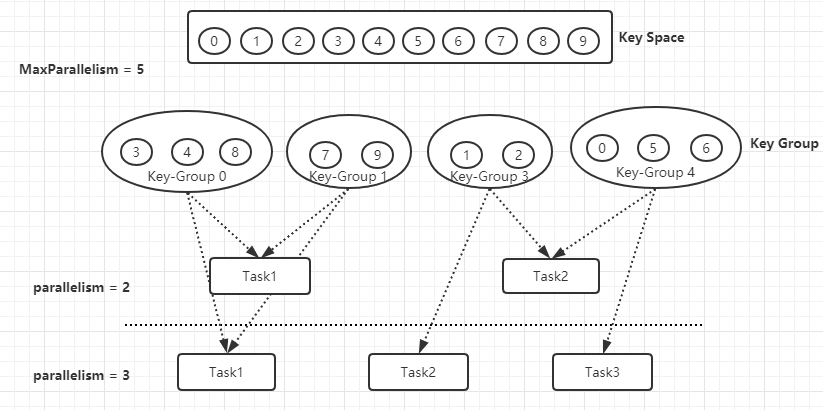 0 1 2 3 4 5 6 7 8 9 Key Space
MaxParallelism = 5
3 4 8 7 9 1 2 0 5 6 Key Group
Key-Group 0 Key-Group 1 Key-Group 3 Key-Group 4
parallelism = 2 Task1 Task2
parallelism = 3 Task1 Task2 Task3